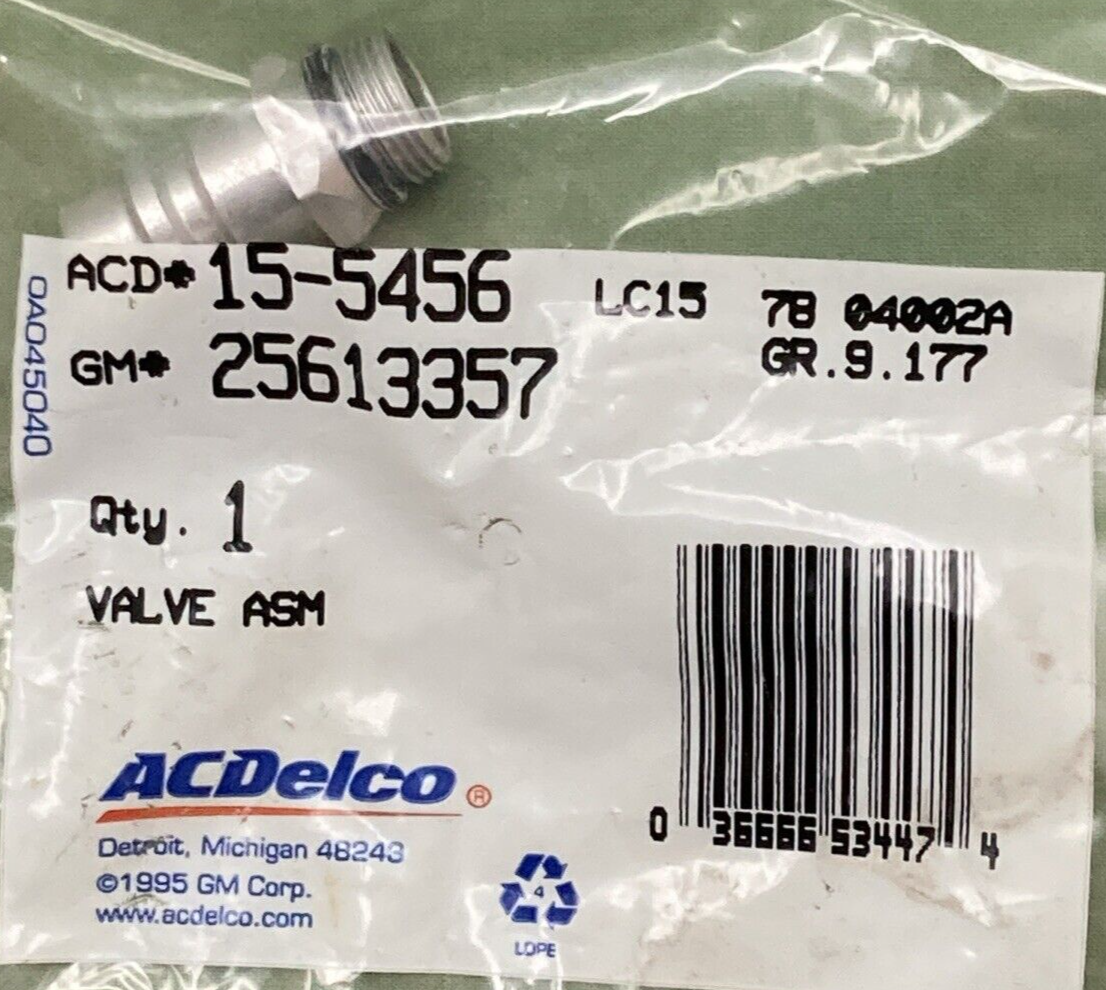 ACD# 15-5456 LC15 78 04002A
GM# 25613357 GR.9.177
0A045040
Qty. 1
VALVE ASM
ACDelco®
Detroit, Michigan 48243
©1995 GM Corp.
www.acdelco.com
4
LDPE
0 36666 53447 4